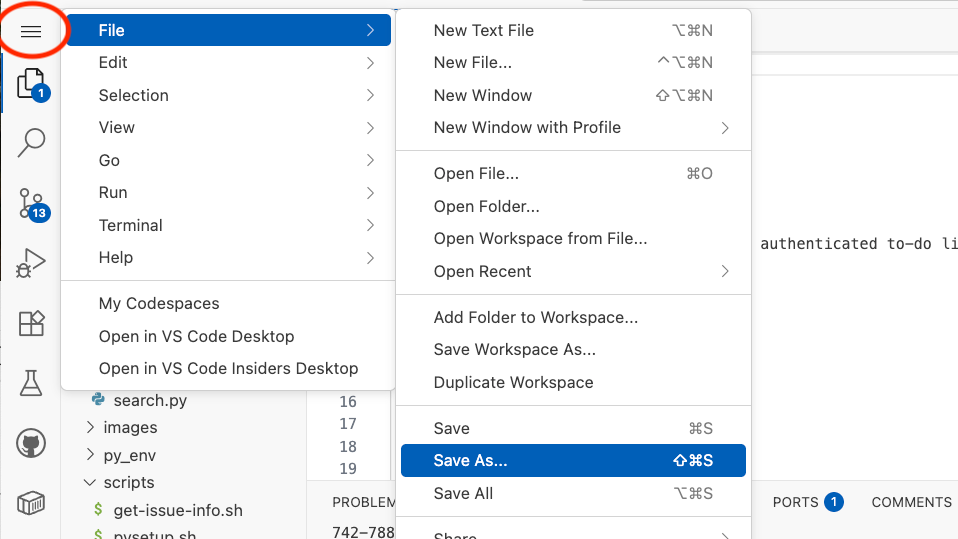 File
Edit
Selection
View
Go
Run
Terminal
Help
My Codespaces
Open in VS Code Desktop
Open in VS Code Insiders Desktop
New Text File ⌥⌘N
New File... ^⌥⌘N
New Window ⇧⌥⌘N
New Window with Profile
Open File... ⌘O
Open Folder...
Open Workspace from File...
Open Recent
Add Folder to Workspace...
Save Workspace As...
Duplicate Workspace
Save ⌘S
Save As... ⇧⌘S
Save All ⌥⌘S
Share
1
13
search.py
images
py_env
scripts
$ get-issue-info.sh
$ pysetup.sh
authenticated to-do li
16
17
18
19
PROBLEM
PORTS 1
COMMENTS
742-788